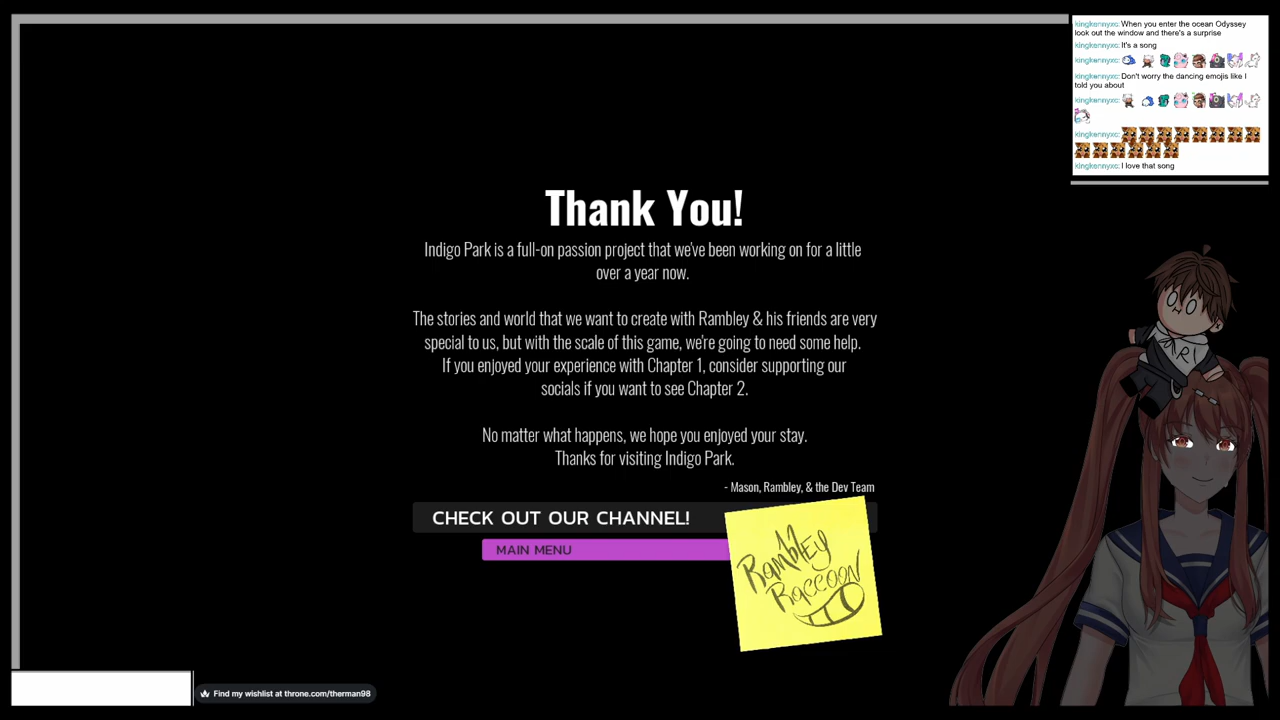 kingkennyxc: When you enter the ocean Odyssey
look out the window and there's a surprise
kingkennyxc: It's a song
kingkennyxc:
kingkennyxc: Don't worry the dancing emojis like I
told you about
kingkennyxc:
kingkennyxc:
kingkennyxc: I love that song
Thank You!
Indigo Park is a full-on passion project that we've been working on for a little
over a year now.
The stories and world that we want to create with Rambley & his friends are very
special to us, but with the scale of this game, we're going to need some help.
If you enjoyed your experience with Chapter 1, consider supporting our
socials if you want to see Chapter 2.
No matter what happens, we hope you enjoyed your stay.
Thanks for visiting Indigo Park.
- Mason, Rambley, & the Dev Team
CHECK OUT OUR CHANNEL!
MAIN MENU
Rambley
Raccoon
R
Find my wishlist at throne.com/therman98